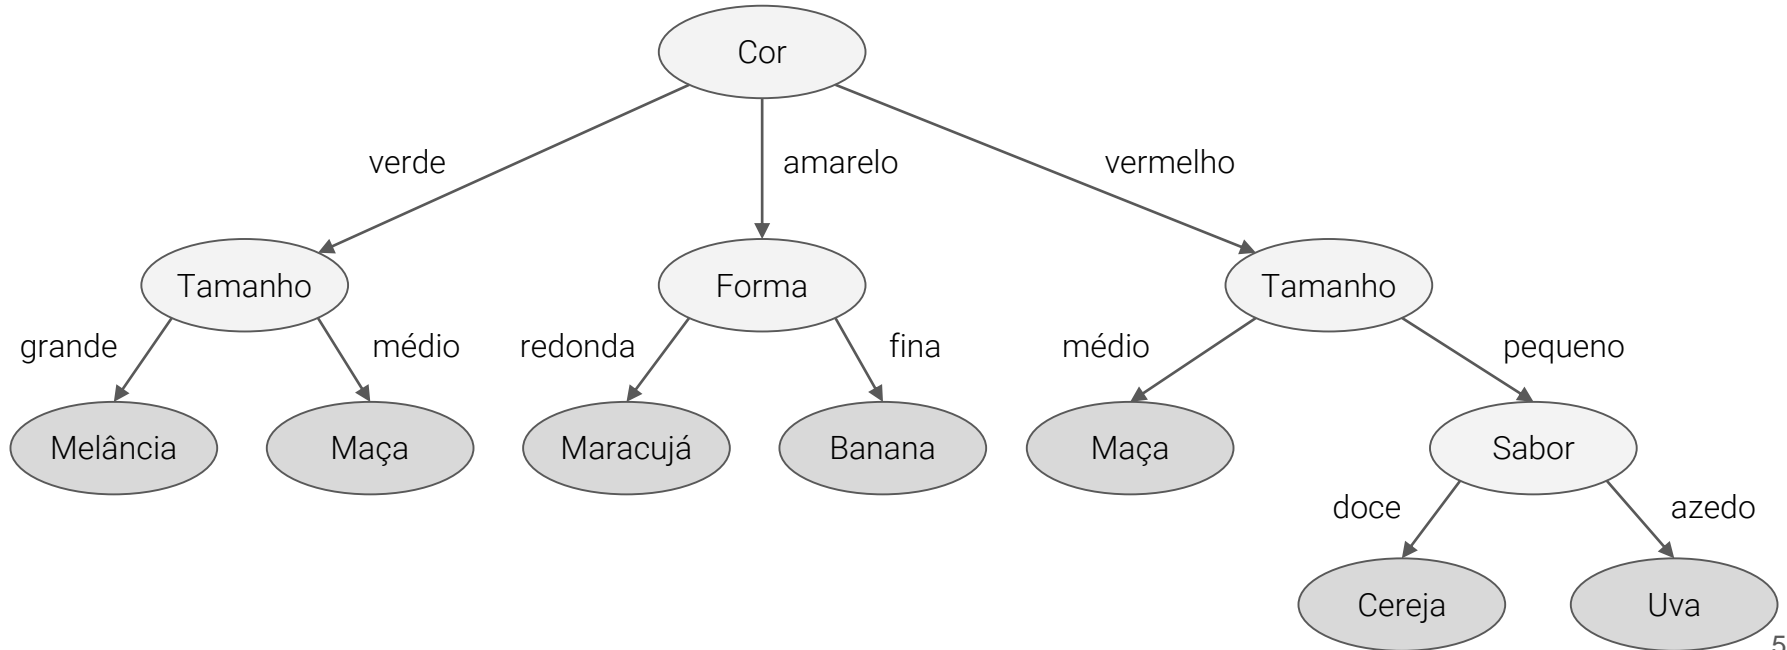 Cor
verde
amarelo
vermelho
Tamanho
Forma
Tamanho
grande
médio
redonda
fina
médio
pequeno
Melância
Maça
Maracujá
Banana
Maça
Sabor
doce
azedo
Cereja
Uva
5